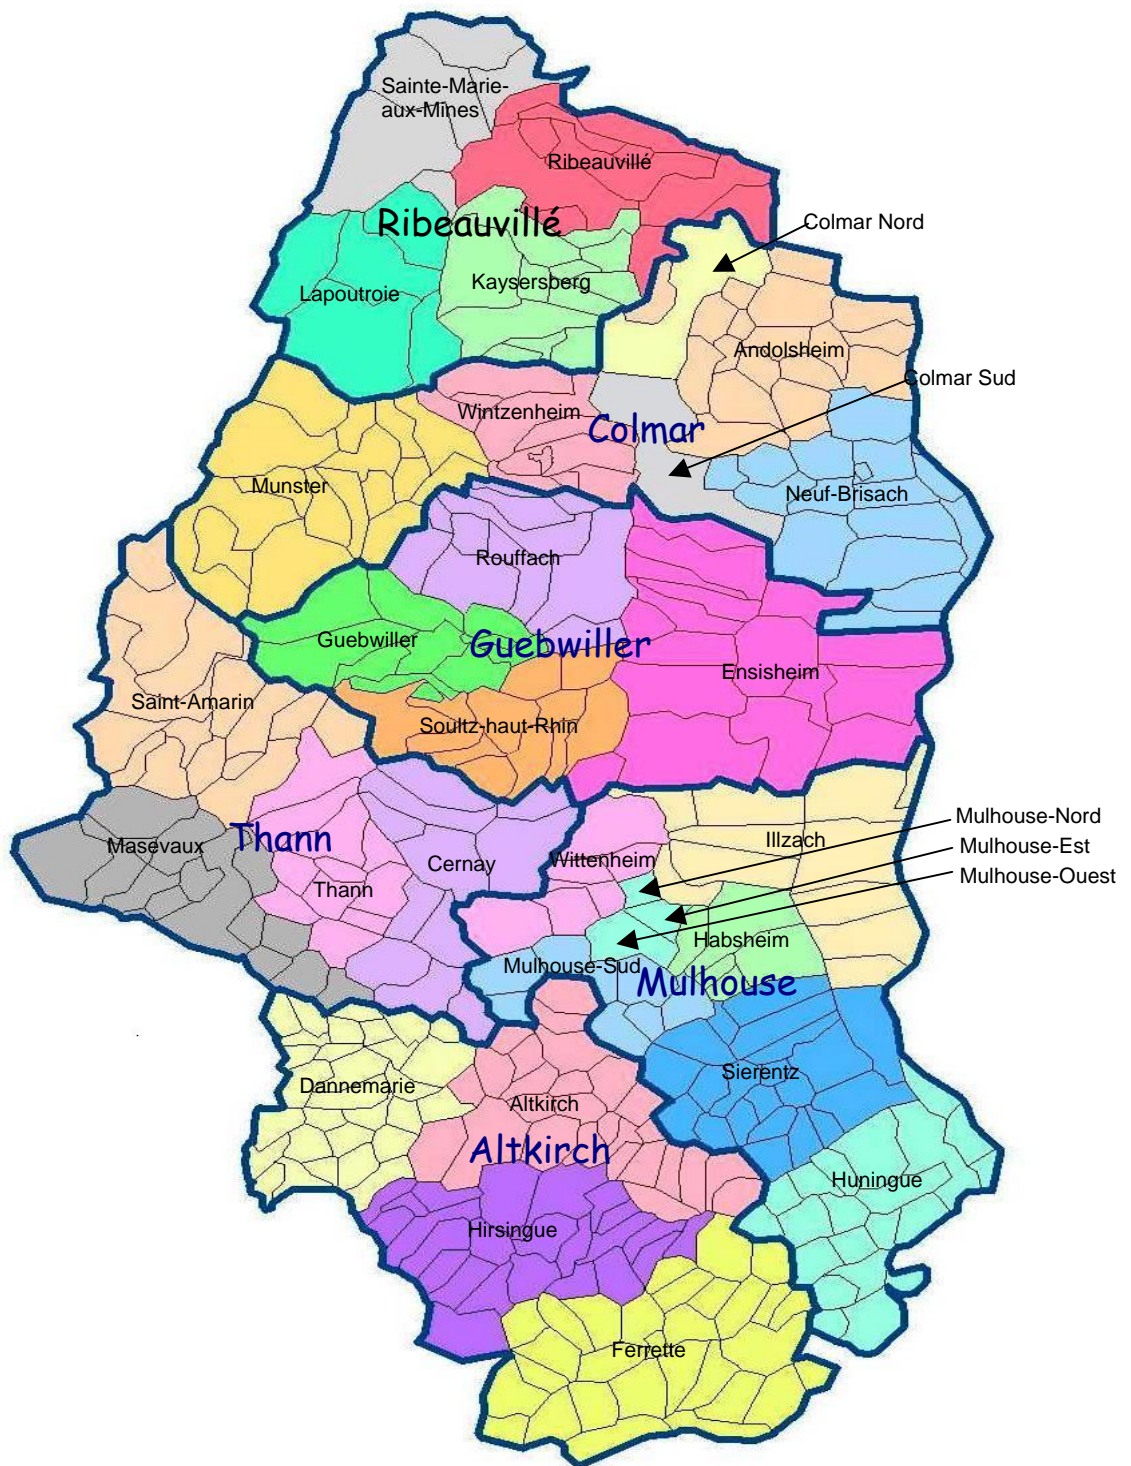 Sainte-Marie-
aux-Mines
Ribeauvillé
Ribeauvillé
Colmar Nord
Kaysersberg
Lapoutroie
Andolsheim
Colmar Sud
Wintzenheim
Colmar
Munster
Neuf-Brisach
Rouffach
Guebwiller
Guebwiller
Ensisheim
Saint-Amarin
Soultz-haut-Rhin
Mulhouse-Nord
Illzach
Thann
Masevaux
Mulhouse-Est
Wittenheim
Cernay
Mulhouse-Ouest
Thann
Habsheim
Mulhouse-Sud
Mulhouse
Sierentz
Dannemarie
Altkirch
Altkirch
Huningue
Hirsingue
Ferrette